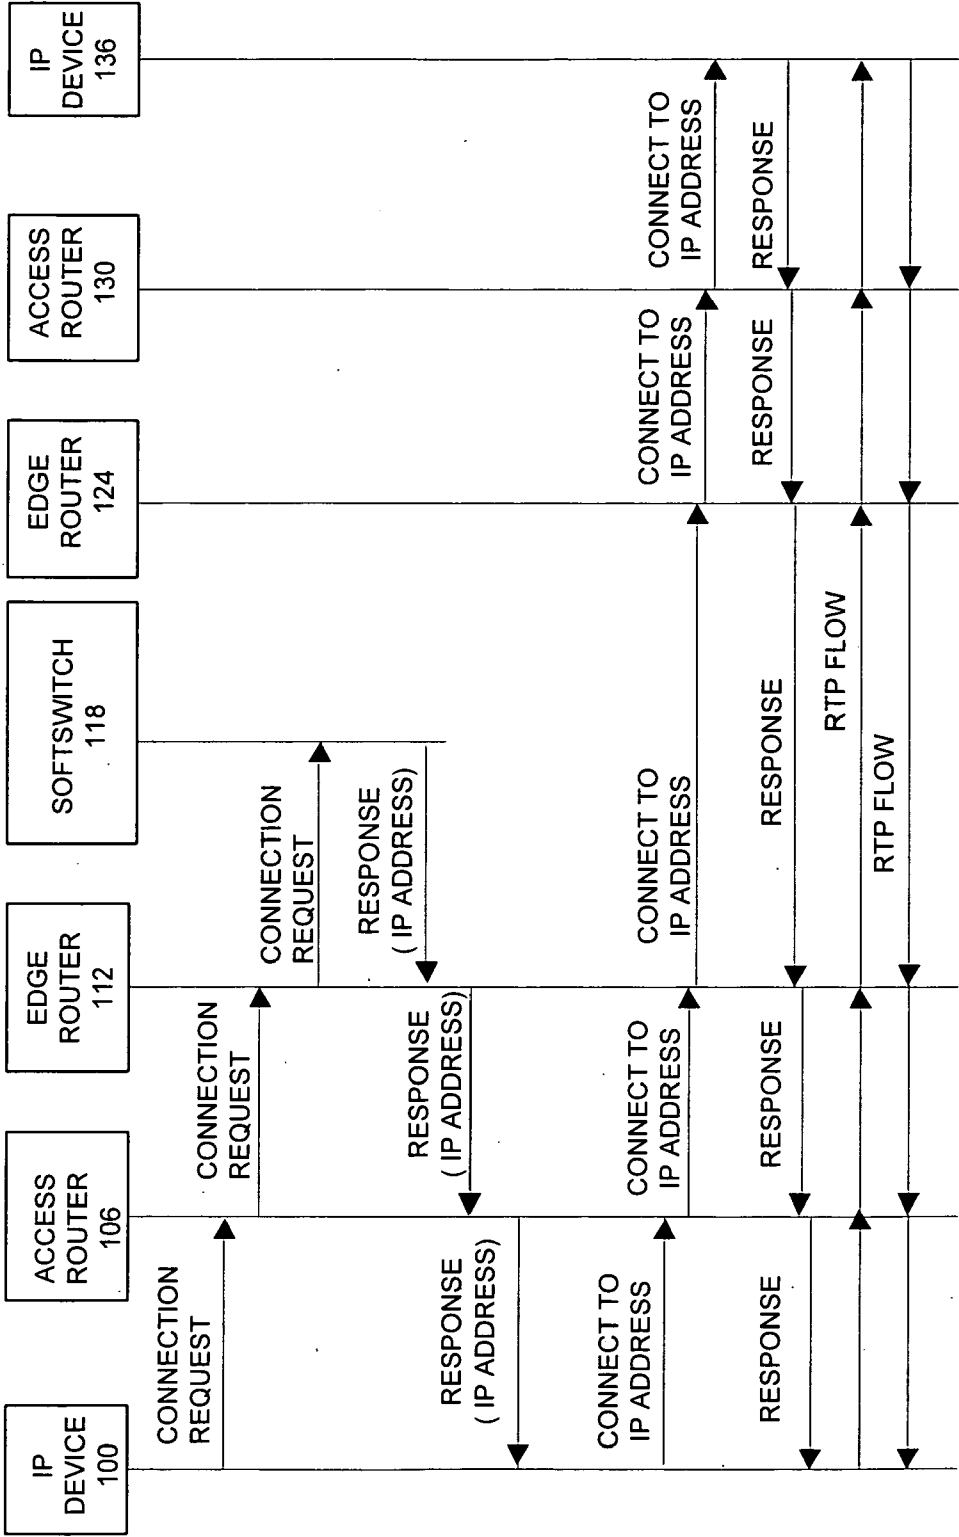 IP
DEVICE
100
ACCESS
ROUTER
106
EDGE
ROUTER
112
SOFTSWITCH
118
EDGE
ROUTER
124
ACCESS
ROUTER
130
IP
DEVICE
136
CONNECTION
REQUEST
CONNECTION
REQUEST
CONNECTION
REQUEST
RESPONSE
( IP ADDRESS)
RESPONSE
( IP ADDRESS)
RESPONSE
( IP ADDRESS)
CONNECT TO
IP ADDRESS
CONNECT TO
IP ADDRESS
CONNECT TO
IP ADDRESS
CONNECT TO
IP ADDRESS
CONNECT TO
IP ADDRESS
RESPONSE
RESPONSE
RESPONSE
RESPONSE
RESPONSE
RTP FLOW
RTP FLOW